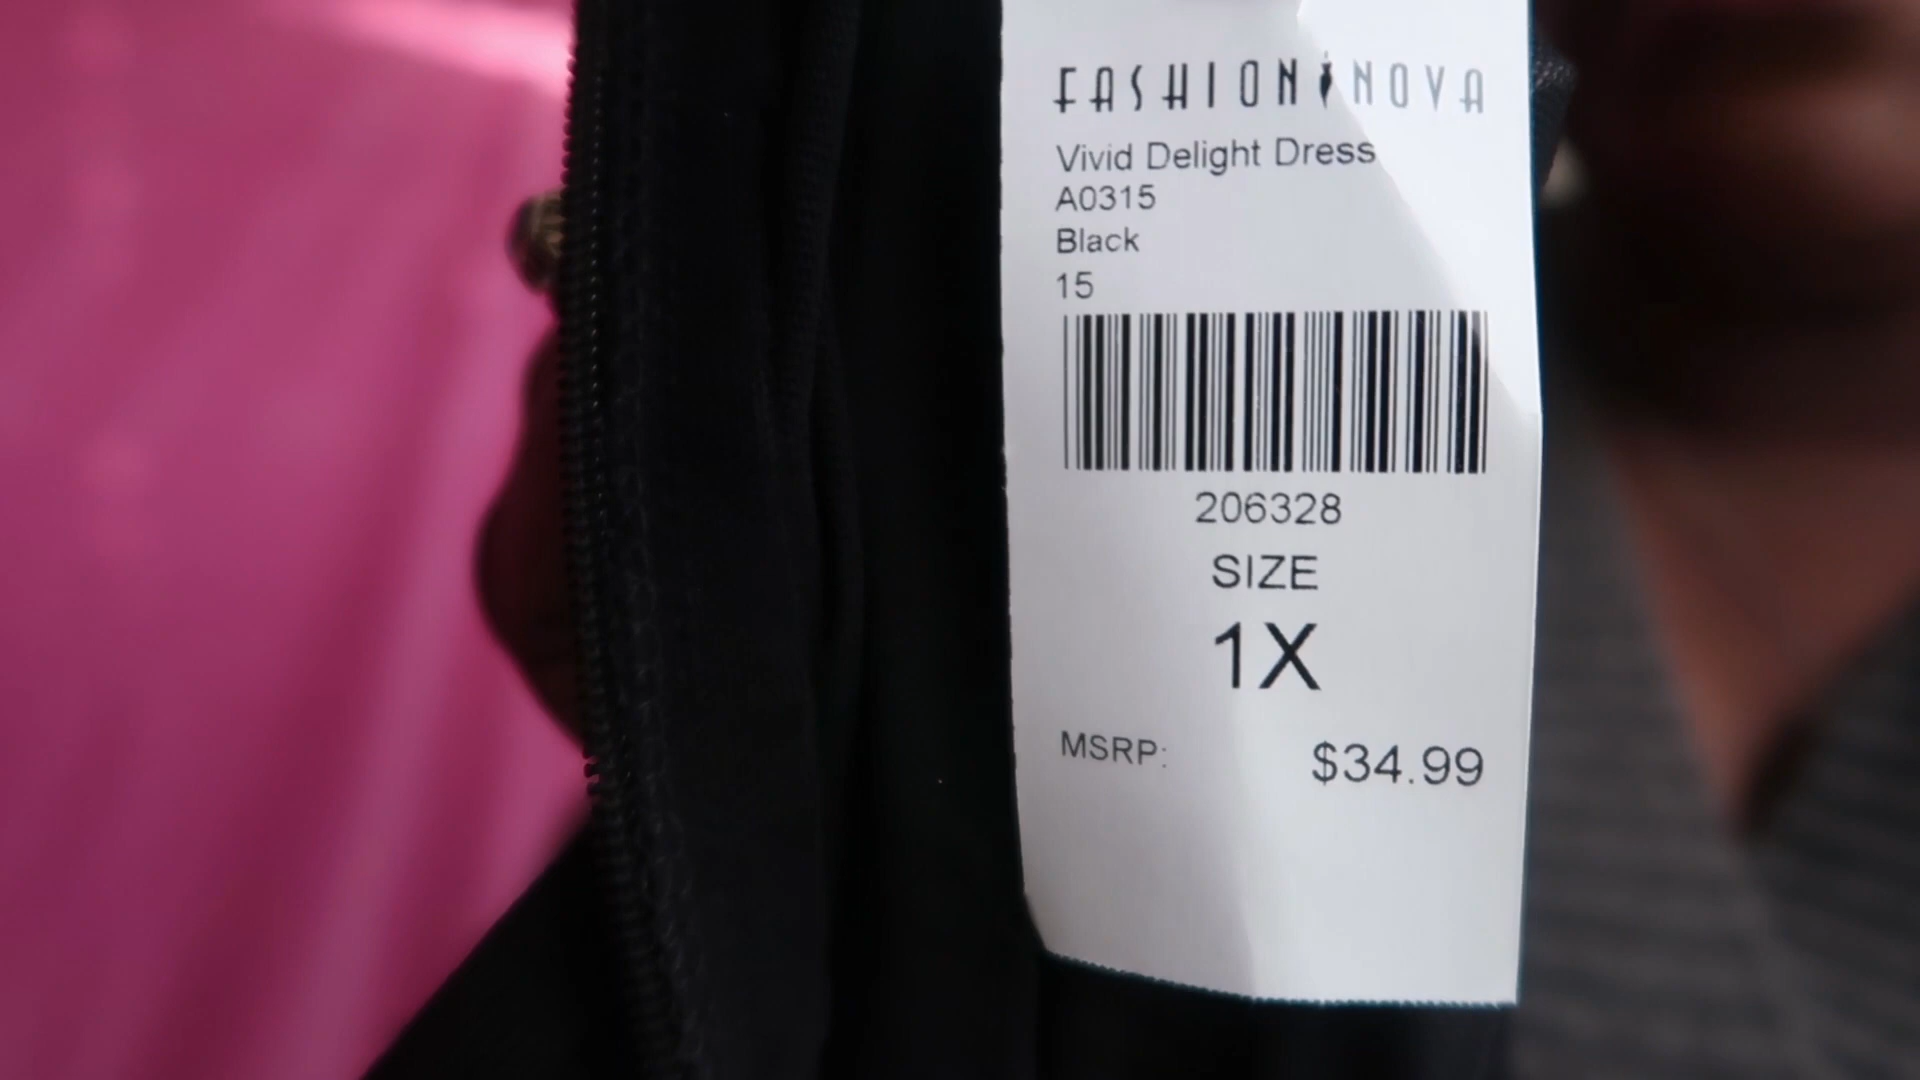 FASHION NOVA
Vivid Delight Dress
A0315
Black
15
206328
SIZE
1X
MSRP: $34.99